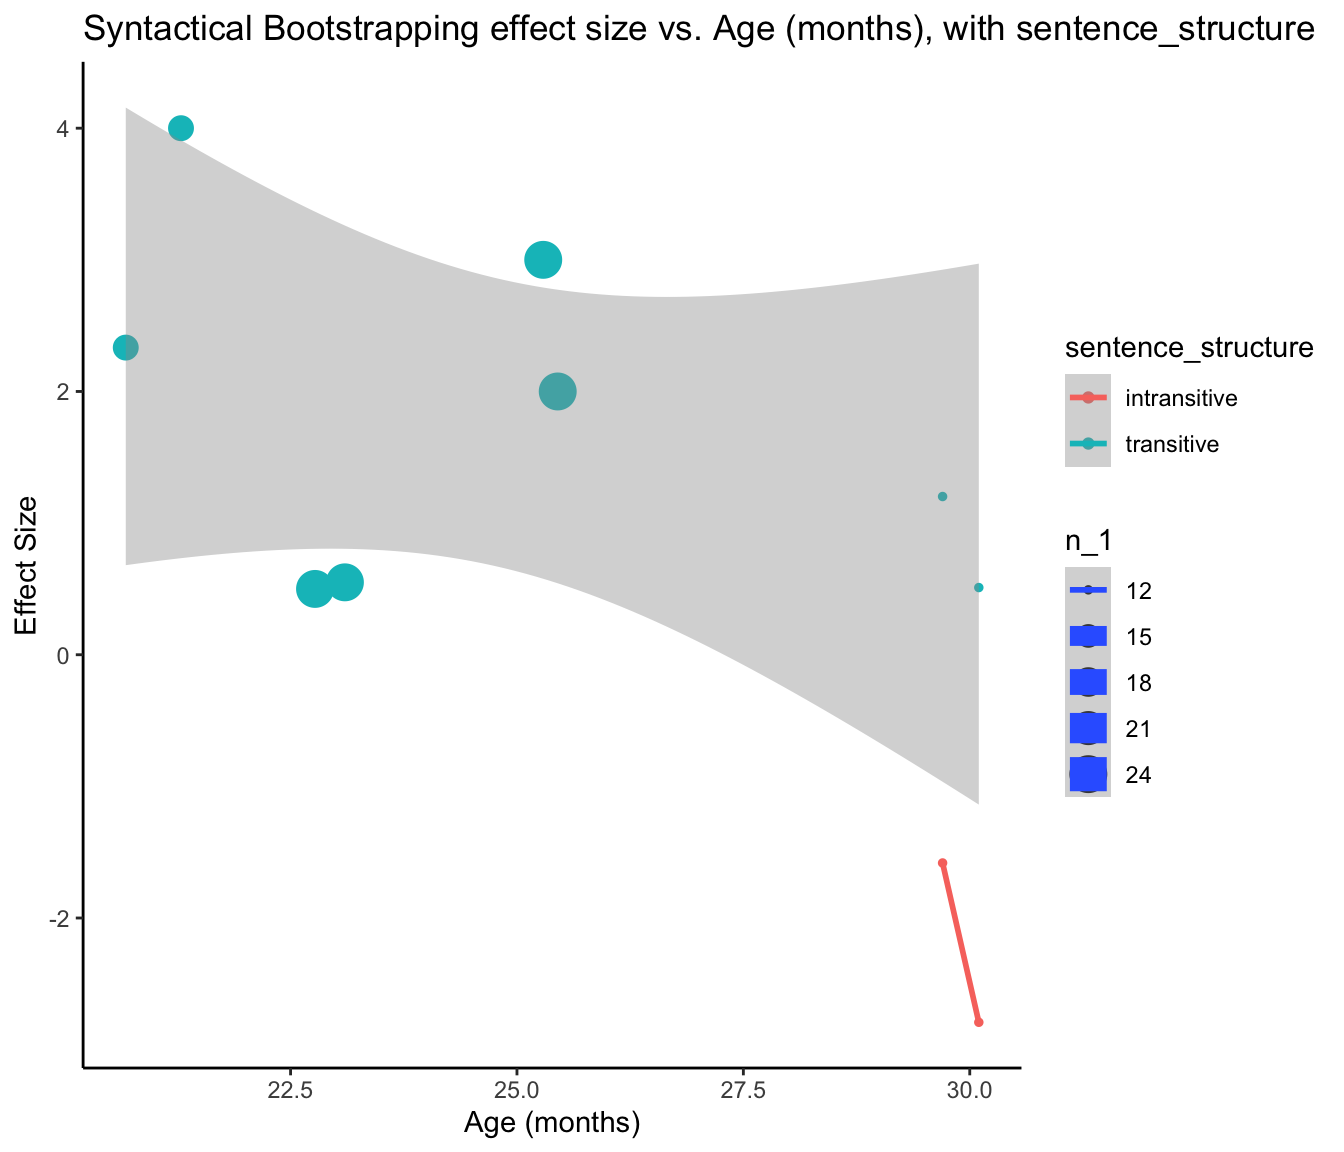 Syntactical Bootstrapping effect size vs. Age (months), with sentence_structure
4
2
0
-2
Effect Size
22.5 25.0 27.5 30.0
Age (months)
sentence_structure
intransitive
transitive
n_1
12
15
18
21
24